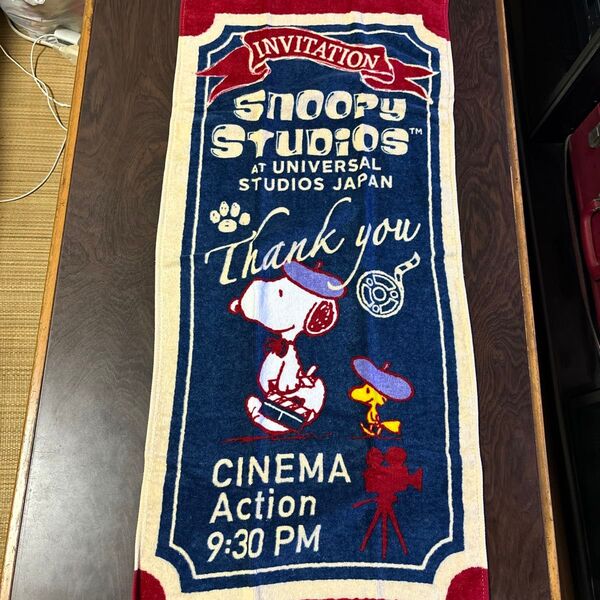 INVITATION
SNOOPY
STUDIOS™
AT UNIVERSAL
STUDIOS JAPAN
Thank you
CINEMA
Action
9:30 PM